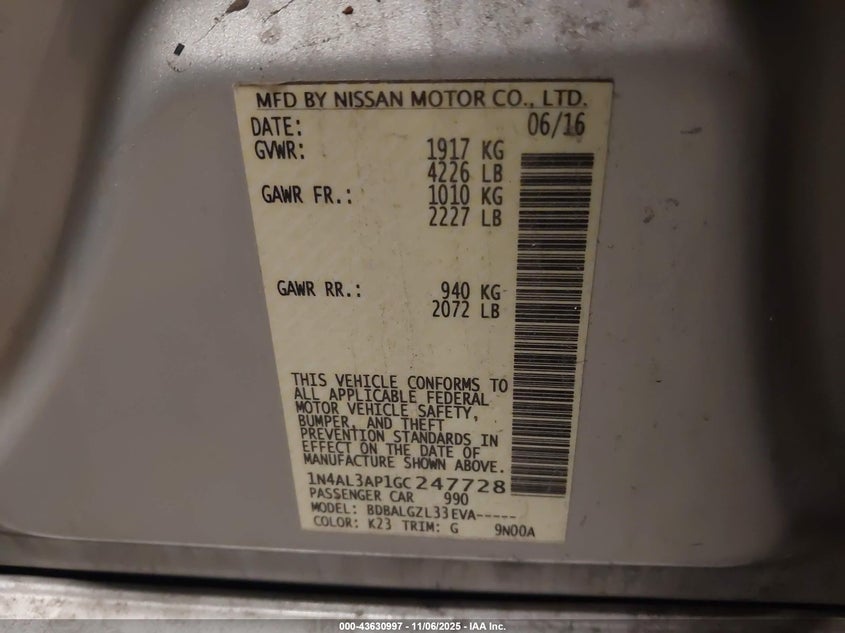 MFD BY NISSAN MOTOR CO., LTD.
DATE: 06/16
GVWR: 1917 KG
4226 LB
GAWR FR.: 1010 KG
2227 LB
GAWR RR.: 940 KG
2072 LB
THIS VEHICLE CONFORMS TO
ALL APPLICABLE FEDERAL
MOTOR VEHICLE SAFETY,
BUMPER, AND THEFT
PREVENTION STANDARDS IN
EFFECT ON THE DATE OF
MANUFACTURE SHOWN ABOVE.
1N4AL3AP1GC247728
PASSENGER CAR 990
MODEL: BDBALGZL33EVA-----
COLOR: K23 TRIM: G 9N00A
000-43630997 - 11/06/2025 - IAA Inc.